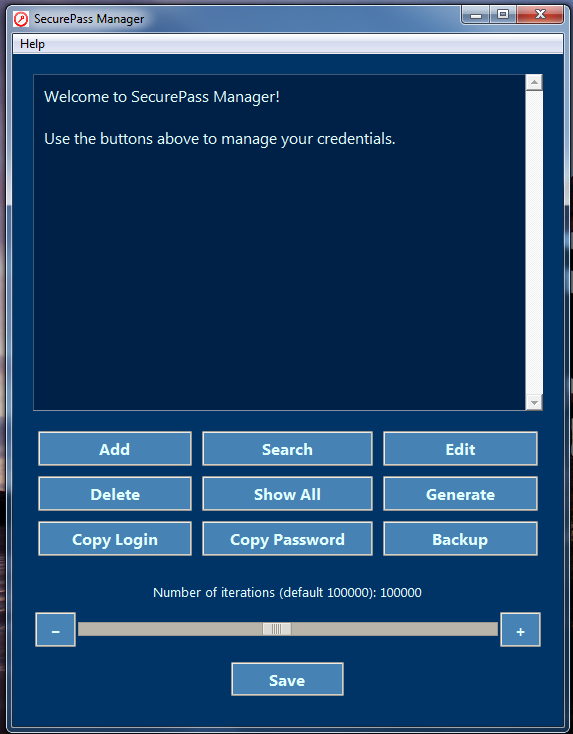 SecurePass Manager
Help
Welcome to SecurePass Manager!
Use the buttons above to manage your credentials.
Add Search Edit
Delete Show All Generate
Copy Login Copy Password Backup
Number of iterations (default 100000): 100000
– +
Save